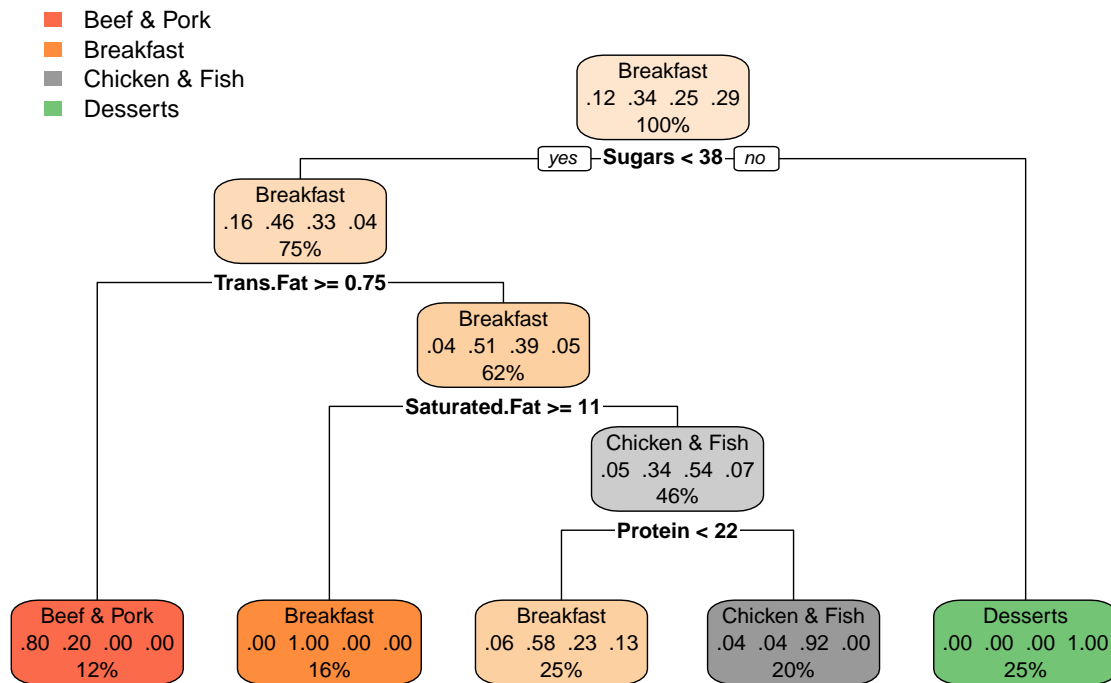 Beef & Pork
Breakfast
Chicken & Fish
Desserts
Breakfast
.12 .34 .25 .29
100%
yes Sugars < 38 no
Breakfast
.16 .46 .33 .04
75%
Trans.Fat >= 0.75
Breakfast
.04 .51 .39 .05
62%
Saturated.Fat >= 11
Chicken & Fish
.05 .34 .54 .07
46%
Protein < 22
Beef & Pork
.80 .20 .00 .00
12%
Breakfast
.00 1.00 .00 .00
16%
Breakfast
.06 .58 .23 .13
25%
Chicken & Fish
.04 .04 .92 .00
20%
Desserts
.00 .00 .00 1.00
25%